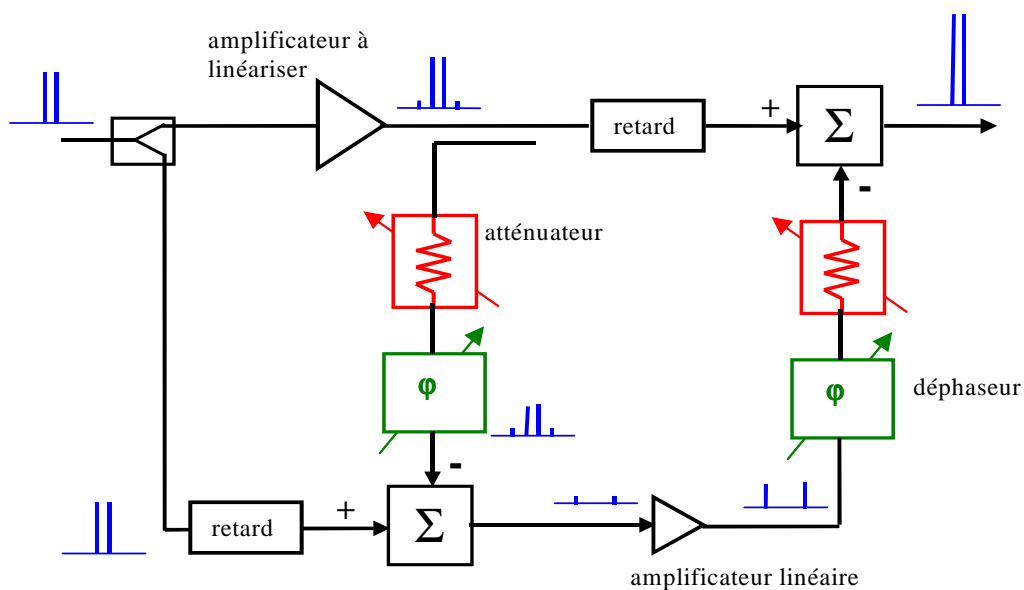 amplificateur à
linéariser
retard
+
Σ
-
atténuateur
φ
φ
déphaseur
-
retard
+
Σ
amplificateur linéaire